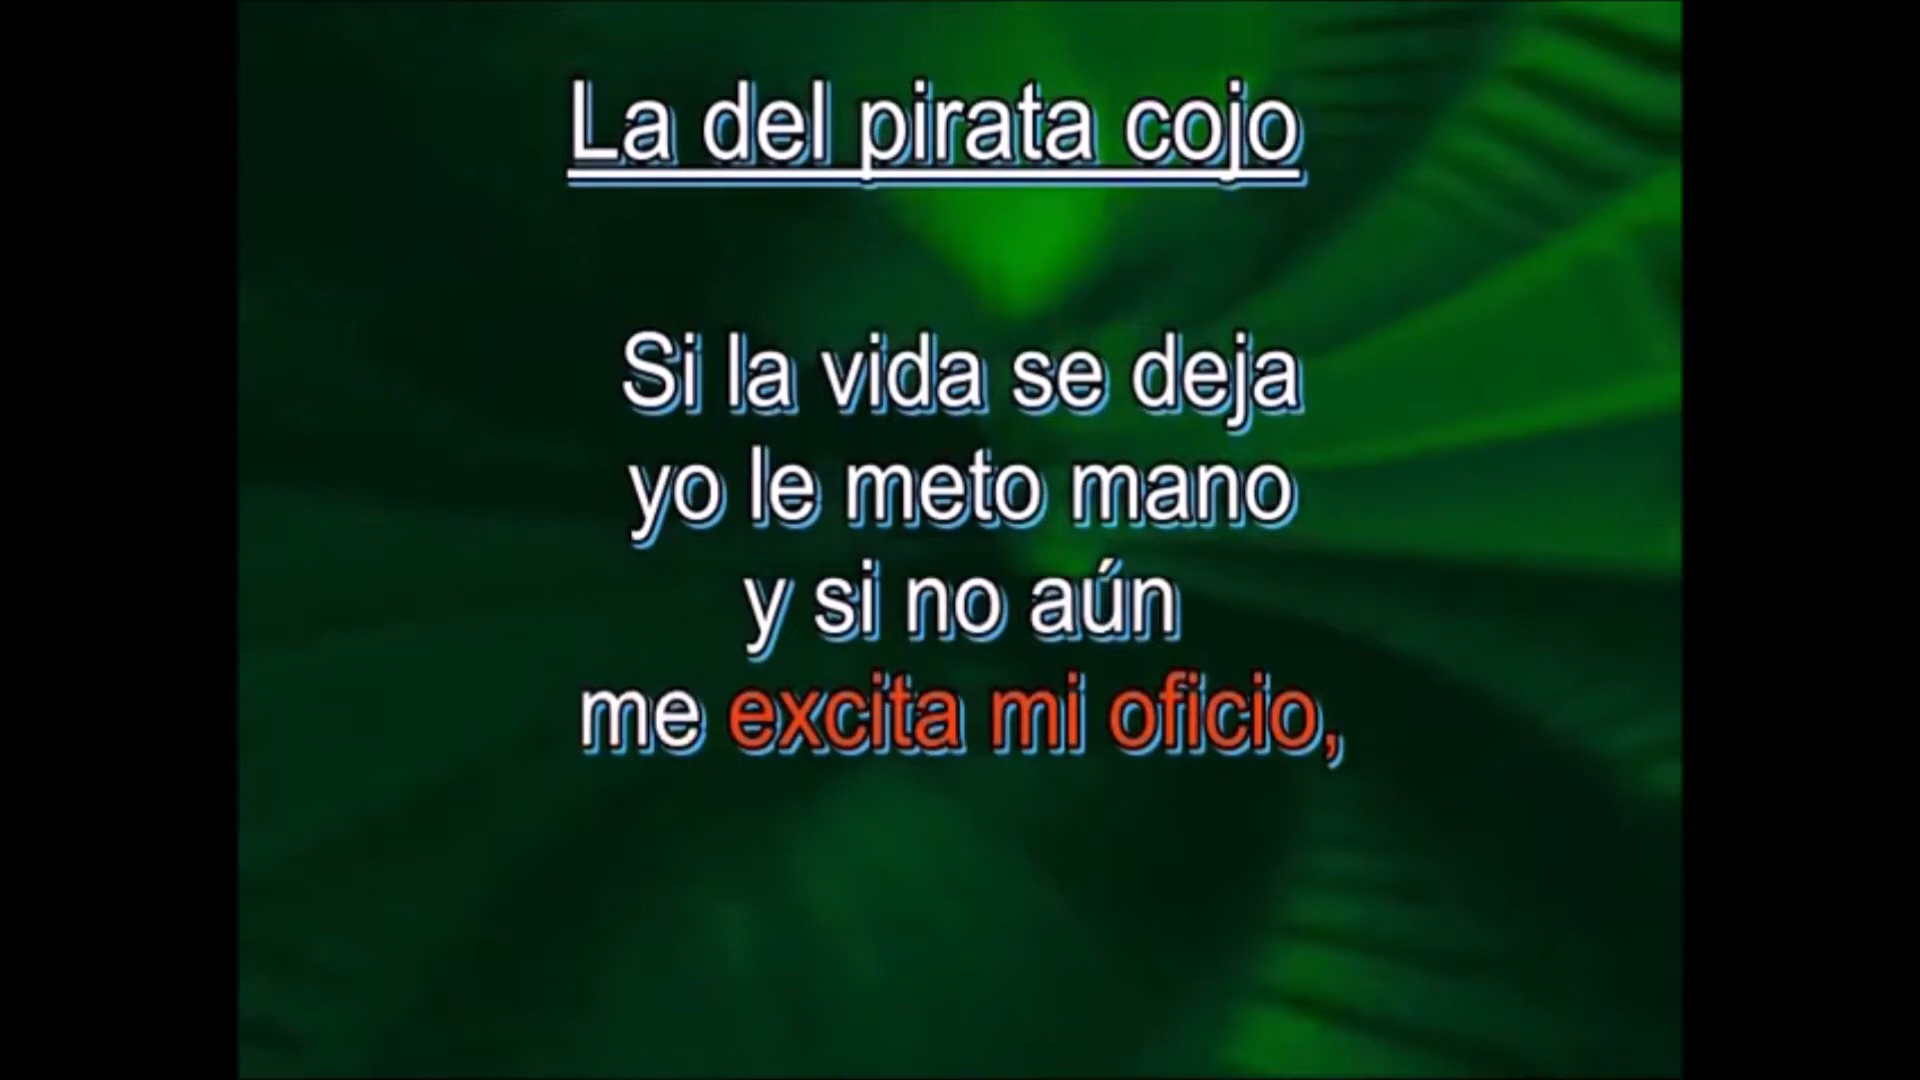 La del pirata cojo
Si la vida se deja
yo le meto mano
y si no aún
me excita mi oficio,